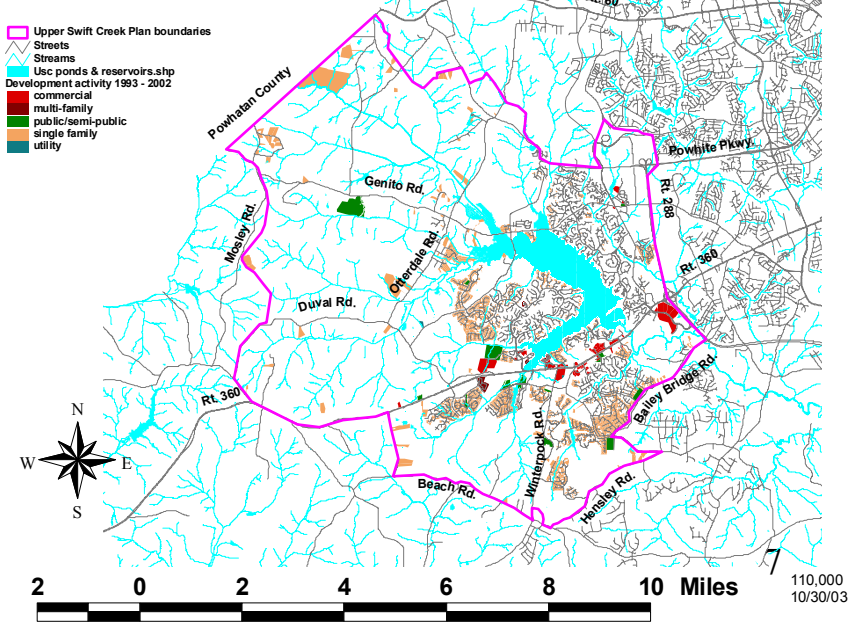 Rt. 60
Upper Swift Creek Plan boundaries
Streets
Streams
Usc ponds & reservoirs.shp
Development activity 1993 - 2002
commercial
multi-family
public/semi-public
single family
utility
Powhatan County
Powhite Pkwy.
Genito Rd.
Rt. 288
Mosley Rd.
Otterdale Rd.
Rt. 360
Duval Rd.
Rt. 360
Bailey Bridge Rd.
Winterpock Rd.
Beach Rd.
Hensley Rd.
N
W E
S
2 0 2 4 6 8 10 Miles
110,000
10/30/03